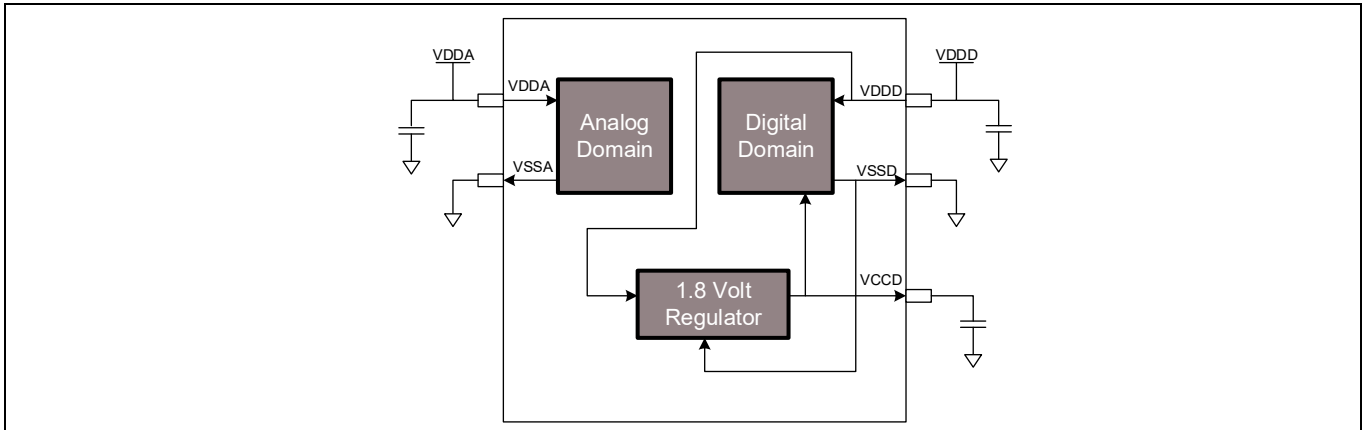 VDDA
VDDD
VDDA
VDDD
Analog
Domain
Digital
Domain
VSSA
VSSD
VCCD
1.8 Volt
Regulator